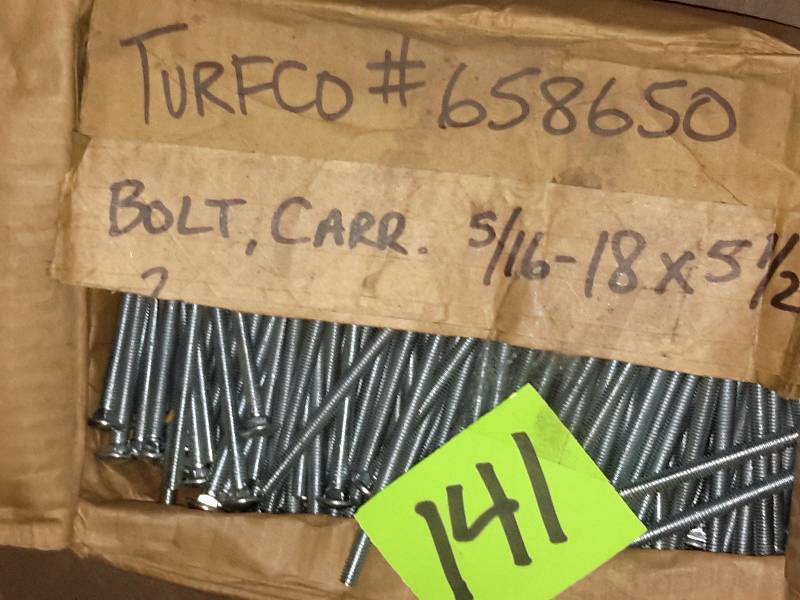 TURFCO # 658650
BOLT, CARR. 5/16-18 x 5 1/2
141